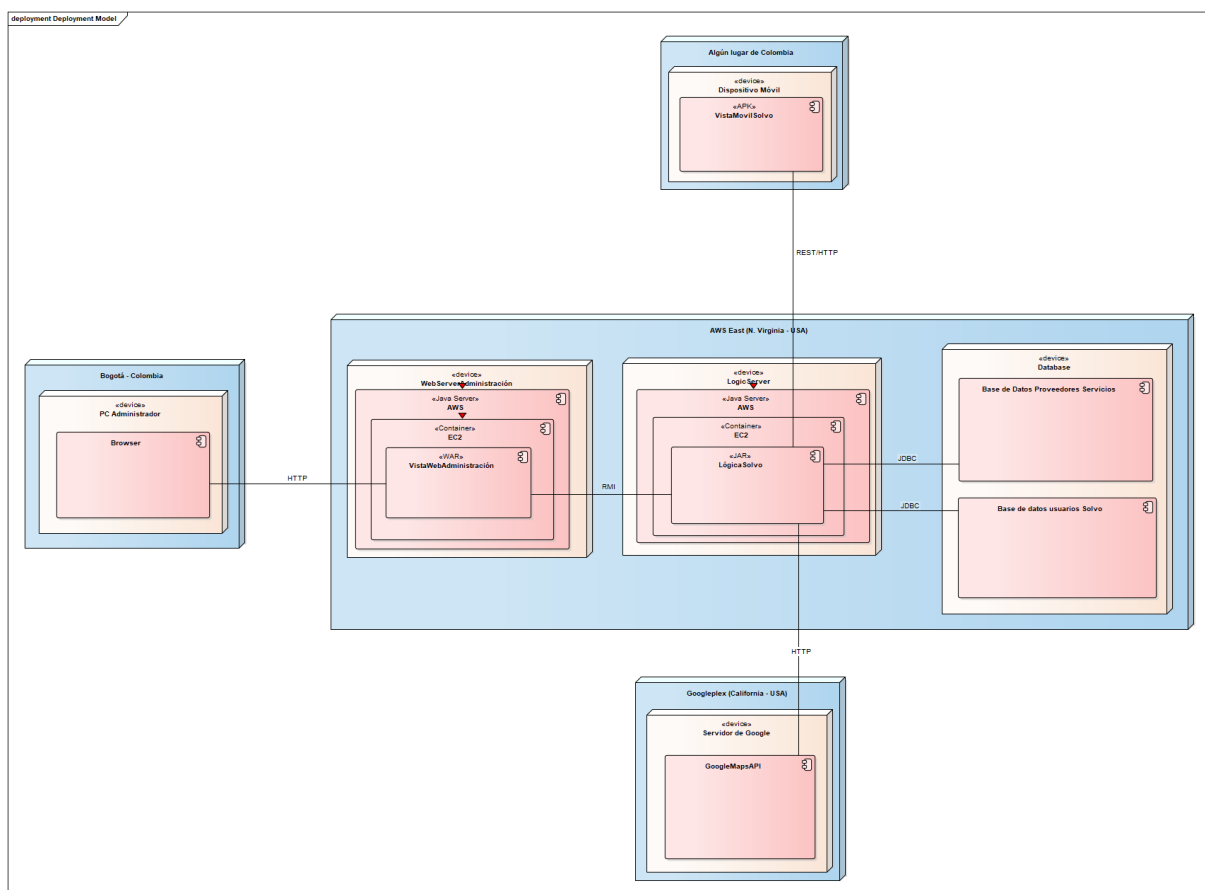 deployment Deployment Model
Algún lugar de Colombia
«device»
Dispositivo Móvil
«APK»
VistaMovilSolvo
REST/HTTP
AWS East (N. Virginia - USA)
Bogotá - Colombia
«device»
PC Administrador
Browser
HTTP
«device»
WebServerAdministración
«Java Server»
AWS
«Container»
EC2
«WAR»
VistaWebAdministración
RMI
«device»
LogicServer
«Java Server»
AWS
«Container»
EC2
«JAR»
LógicaSolvo
JDBC
JDBC
«device»
Database
Base de Datos Proveedores Servicios
Base de datos usuarios Solvo
HTTP
Googleplex (California - USA)
«device»
Servidor de Google
GoogleMapsAPI